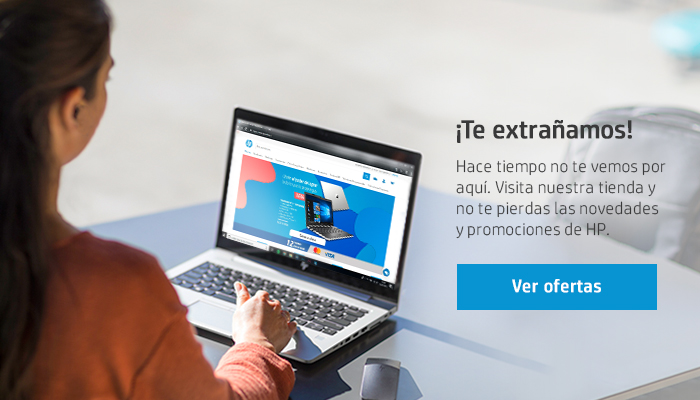 ¡Te extrañamos!
Hace tiempo no te vemos por
aquí. Visita nuestra tienda y
no te pierdas las novedades
y promociones de HP.
Ver ofertas
VISA